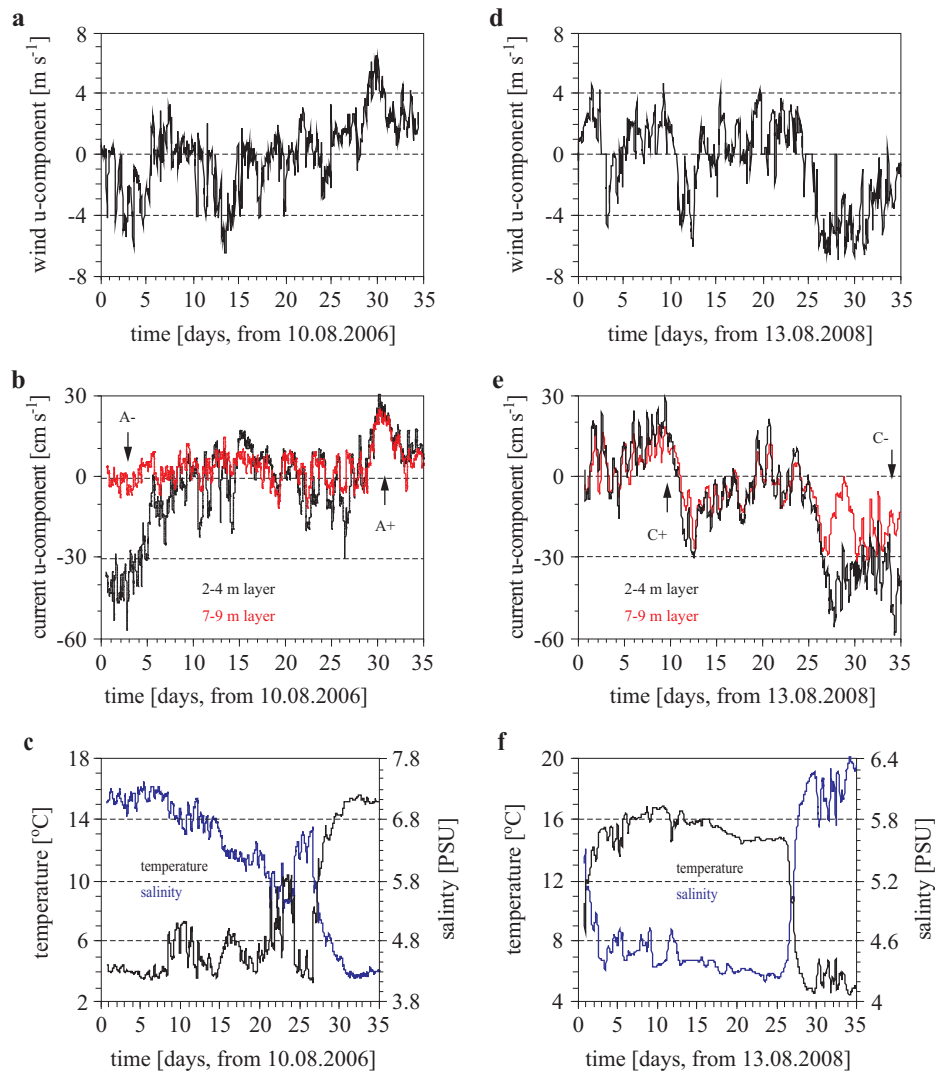 a
wind u-component [m s⁻¹]
8
4
0
-4
-8
0 5 10 15 20 25 30 35
time [days, from 10.08.2006]
d
wind u-component [m s⁻¹]
8
4
0
-4
-8
0 5 10 15 20 25 30 35
time [days, from 13.08.2008]
b
current u-component [cm s⁻¹]
30
0
-30
-60
A-
A+
2-4 m layer
7-9 m layer
0 5 10 15 20 25 30 35
time [days, from 10.08.2006]
e
current u-component [cm s⁻¹]
30
0
-30
-60
C-
C+
2-4 m layer
7-9 m layer
0 5 10 15 20 25 30 35
time [days, from 13.08.2008]
c
temperature [°C]
18
14
10
6
2
temperature
salinity
7.8
6.8
5.8
4.8
3.8
salinty [PSU]
0 5 10 15 20 25 30 35
time [days, from 10.08.2006]
f
temperature [°C]
20
16
12
8
4
temperature
salinity
6.4
5.8
5.2
4.6
4
salinty [PSU]
0 5 10 15 20 25 30 35
time [days, from 13.08.2008]